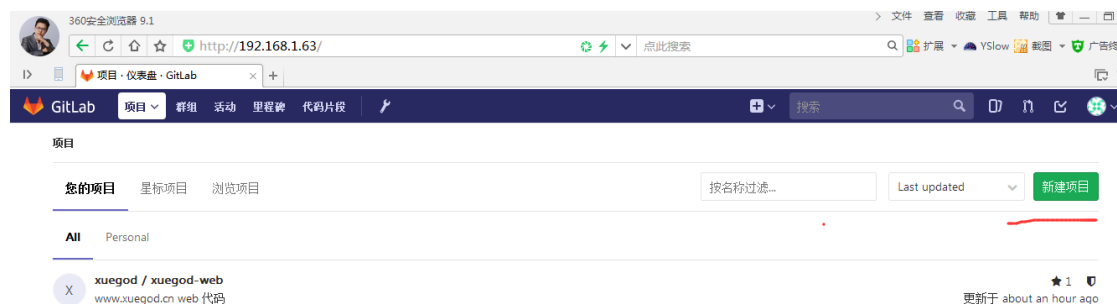 360安全浏览器 9.1
文件 查看 收藏 工具 帮助
http://192.168.1.63/
点此搜索
扩展 YSlow 截图 广告终
项目 · 仪表盘 · GitLab
GitLab 项目 群组 活动 里程碑 代码片段 搜索
项目
您的项目 星标项目 浏览项目 按名称过滤... Last updated 新建项目
All Personal
X xuegod / xuegod-web 1
www.xuegod.cn web 代码 更新于 about an hour ago